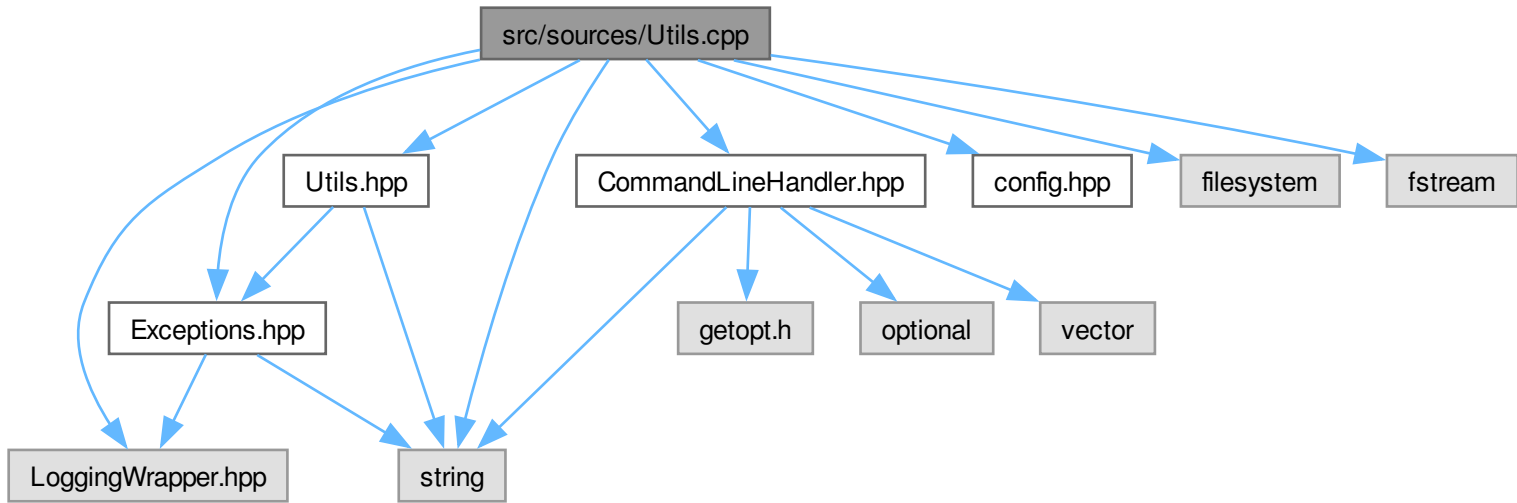 src/sources/Utils.cpp
Utils.hpp
CommandLineHandler.hpp
config.hpp
filesystem
fstream
Exceptions.hpp
getopt.h
optional
vector
LoggingWrapper.hpp
string